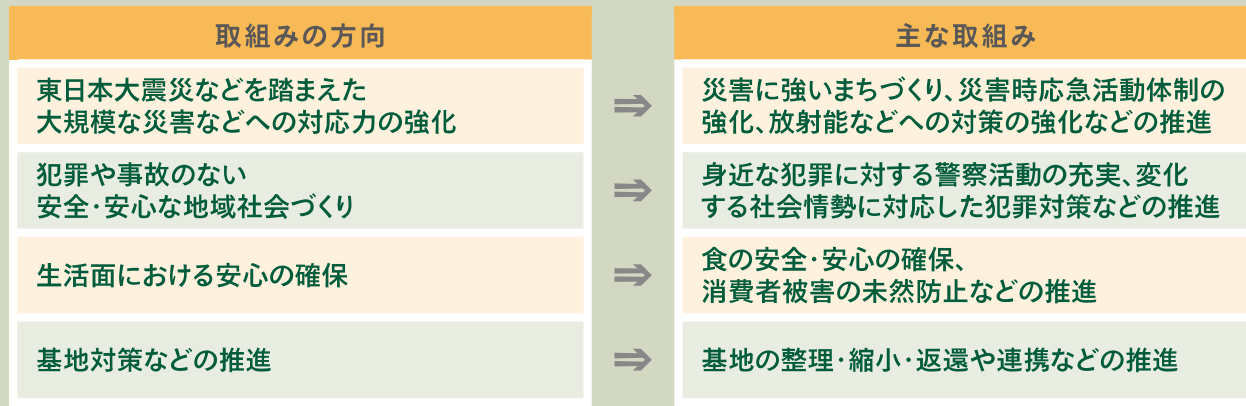 取組みの方向
主な取組み
東日本大震災などを踏まえた
大規模な災害などへの対応力の強化
⇒
災害に強いまちづくり、災害時応急活動体制の
強化、放射能などへの対策の強化などの推進
犯罪や事故のない
安全・安心な地域社会づくり
⇒
身近な犯罪に対する警察活動の充実、変化
する社会情勢に対応した犯罪対策などの推進
生活面における安心の確保
⇒
食の安全・安心の確保、
消費者被害の未然防止などの推進
基地対策などの推進
⇒
基地の整理・縮小・返還や連携などの推進